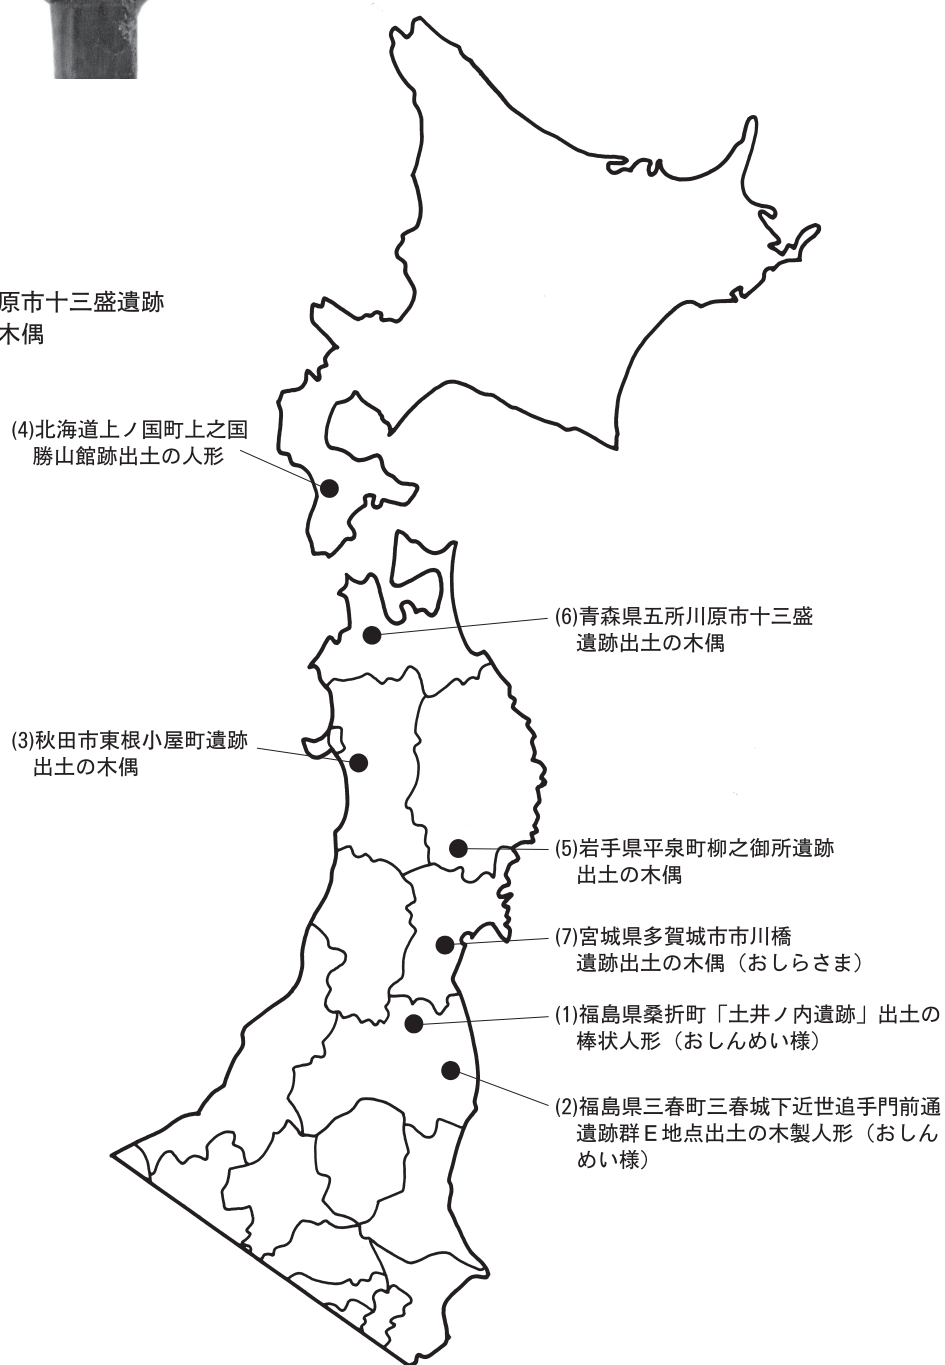 原市十三盛遺跡
木偶
(4)北海道上ノ国町上之国
勝山館跡出土の人形
(6)青森県五所川原市十三盛
遺跡出土の木偶
(3)秋田市東根小屋町遺跡
出土の木偶
(5)岩手県平泉町柳之御所遺跡
出土の木偶
(7)宮城県多賀城市市川橋
遺跡出土の木偶（おしらさま）
(1)福島県桑折町「土井ノ内遺跡」出土の
棒状人形（おしんめい様）
(2)福島県三春町三春城下近世追手門前通
遺跡群Ｅ地点出土の木製人形（おしん
めい様）